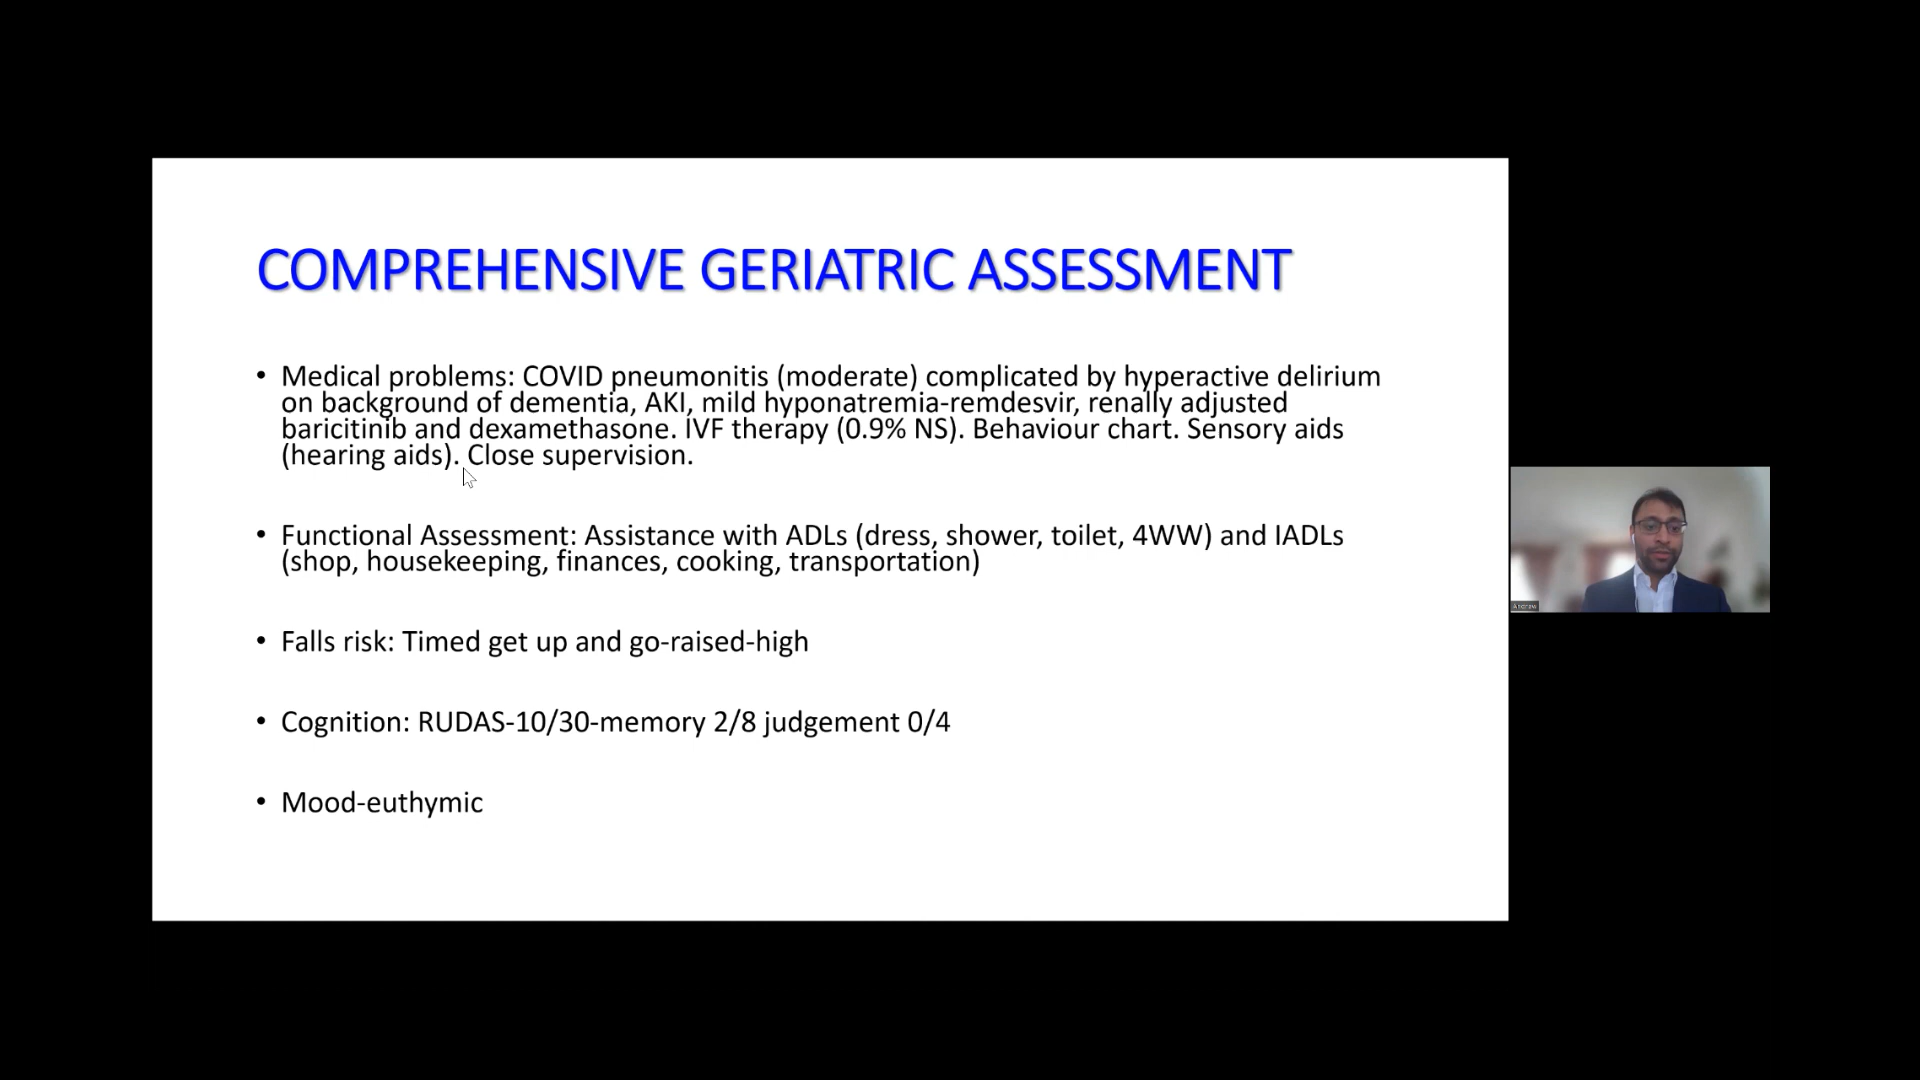 COMPREHENSIVE GERIATRIC ASSESSMENT
• Medical problems: COVID pneumonitis (moderate) complicated by hyperactive delirium
on background of dementia, AKI, mild hyponatremia-remdesvir, renally adjusted
baricitinib and dexamethasone. IVF therapy (0.9% NS). Behaviour chart. Sensory aids
(hearing aids). Close supervision.
• Functional Assessment: Assistance with ADLs (dress, shower, toilet, 4WW) and IADLs
(shop, housekeeping, finances, cooking, transportation)
• Falls risk: Timed get up and go-raised-high
• Cognition: RUDAS-10/30-memory 2/8 judgement 0/4
• Mood-euthymic
Andrew